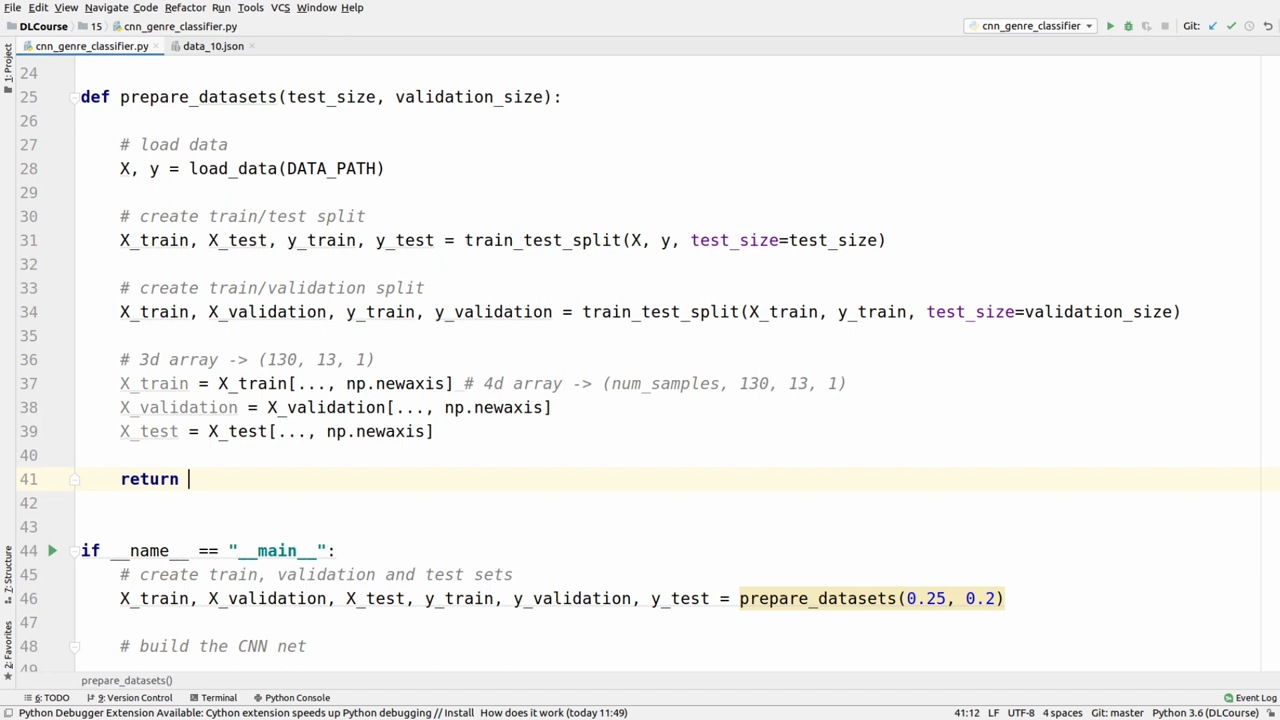 File Edit View Navigate Code Refactor Run Tools VCS Window Help
DLCourse 15 cnn_genre_classifier.py cnn_genre_classifier Git:
cnn_genre_classifier.py data_10.json
1: Project
24
25 def prepare_datasets(test_size, validation_size):
26
27 # load data
28 X, y = load_data(DATA_PATH)
29
30 # create train/test split
31 X_train, X_test, y_train, y_test = train_test_split(X, y, test_size=test_size)
32
33 # create train/validation split
34 X_train, X_validation, y_train, y_validation = train_test_split(X_train, y_train, test_size=validation_size)
35
36 # 3d array -> (130, 13, 1)
37 X_train = X_train[..., np.newaxis] # 4d array -> (num_samples, 130, 13, 1)
38 X_validation = X_validation[..., np.newaxis]
39 X_test = X_test[..., np.newaxis]
40
41 return
42
43
44 if __name__ == "__main__":
45 # create train, validation and test sets
46 X_train, X_validation, X_test, y_train, y_validation, y_test = prepare_datasets(0.25, 0.2)
47
48 # build the CNN net
49
7: Structure
2: Favorites
prepare_datasets()
6: TODO 9: Version Control Terminal Python Console Event Log
Python Debugger Extension Available: Cython extension speeds up Python debugging // Install How does it work (today 11:49) 41:12 LF UTF-8 4 spaces Git: master Python 3.6 (DLCourse)